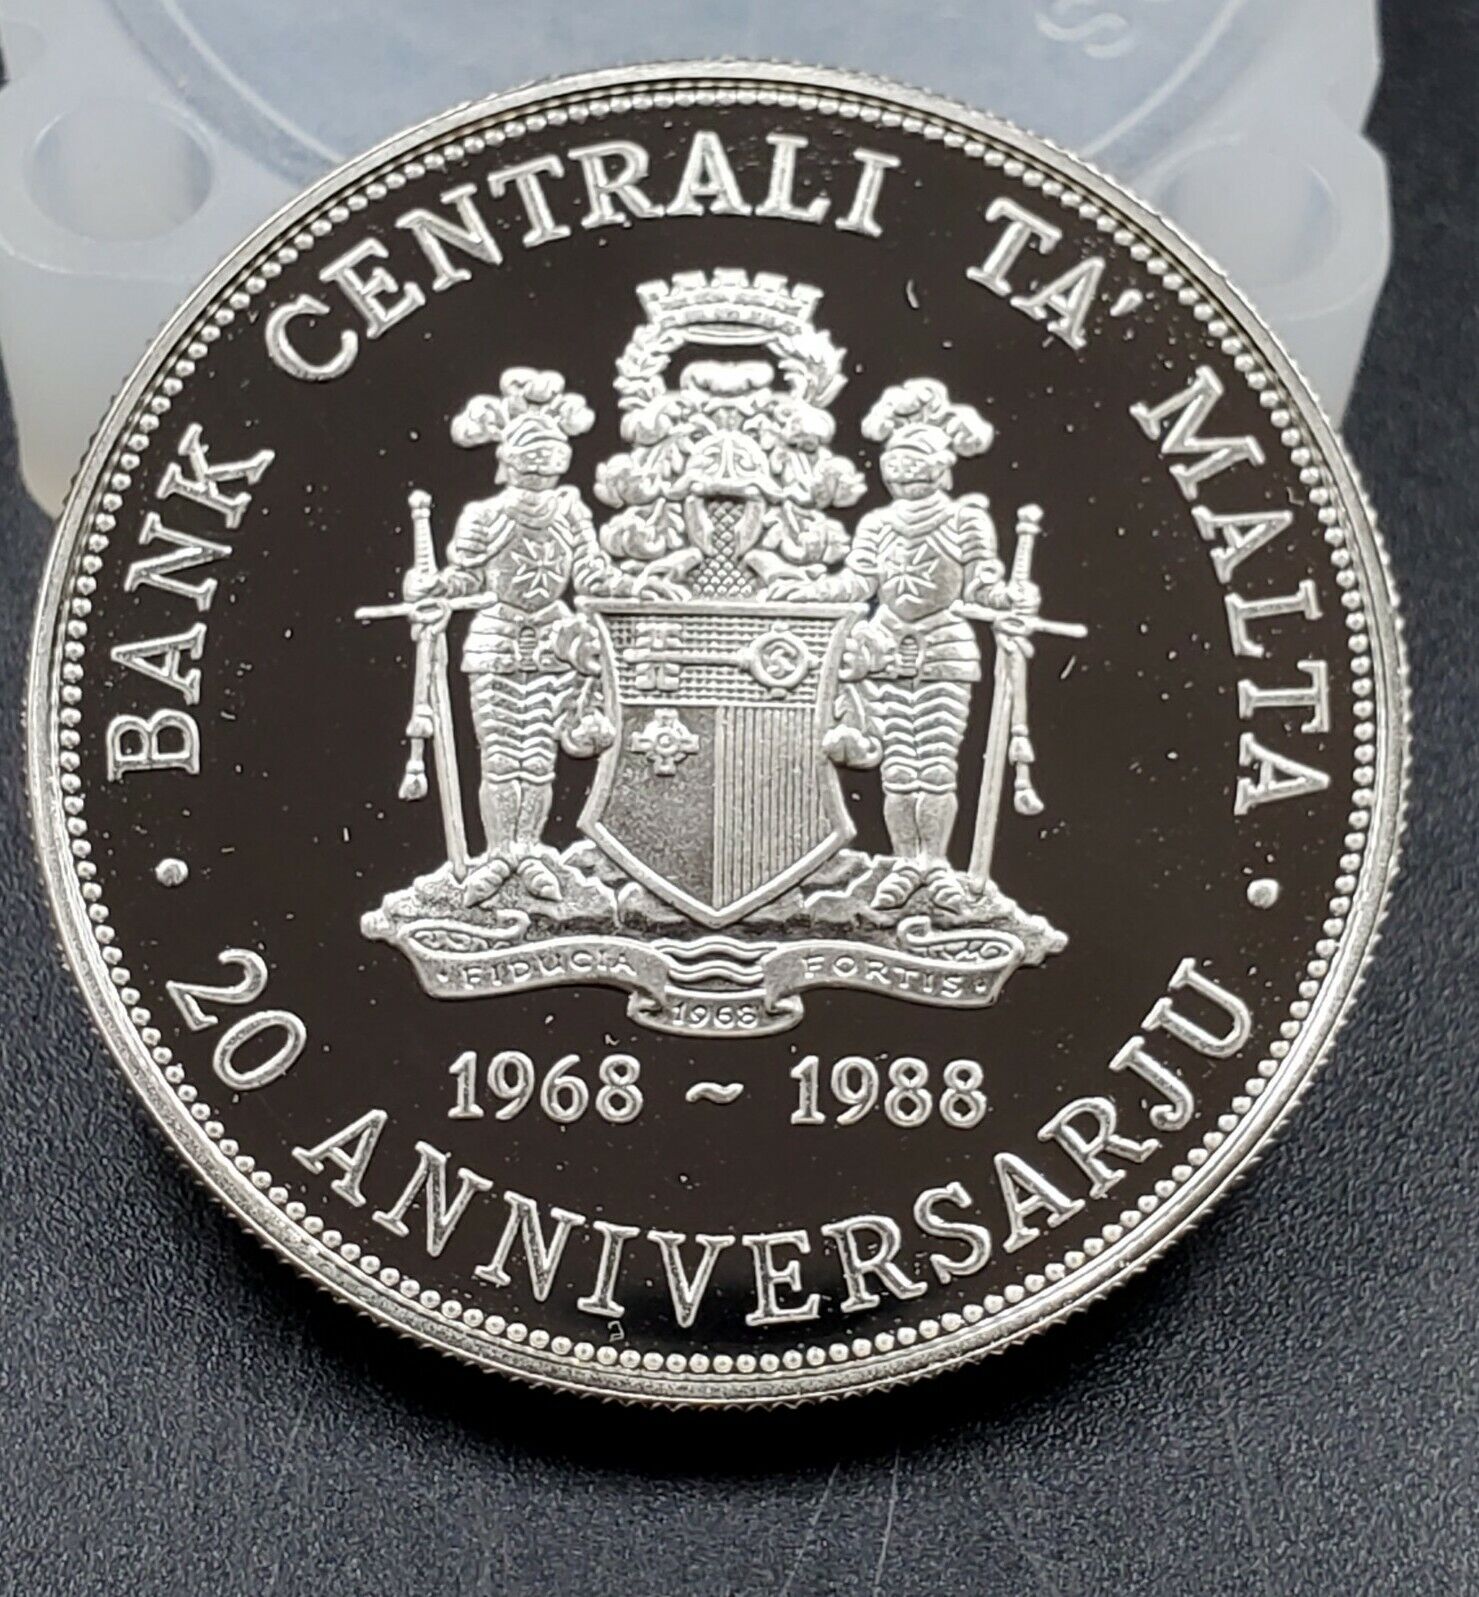 · BANK CENTRALI TA' MALTA ·
FIDUCIA FORTIS
1968
1968 ~ 1988
20 ANNIVERSARJU